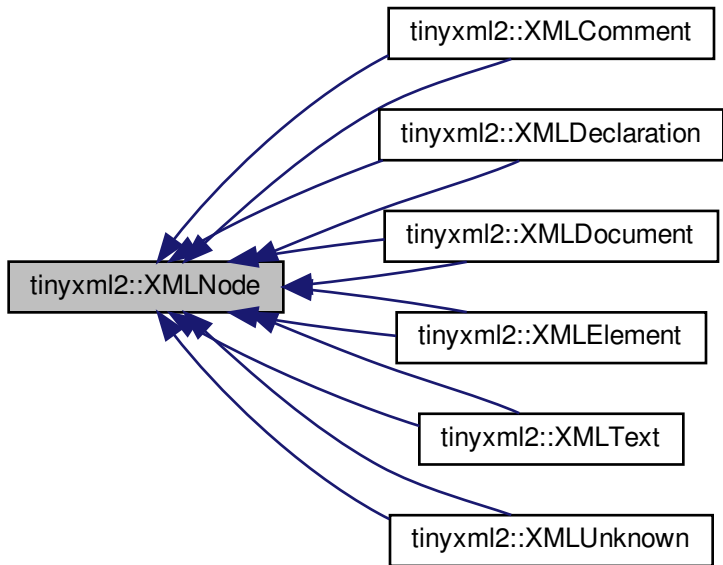 tinyxml2::XMLComment
tinyxml2::XMLDeclaration
tinyxml2::XMLDocument
tinyxml2::XMLNode
tinyxml2::XMLElement
tinyxml2::XMLText
tinyxml2::XMLUnknown